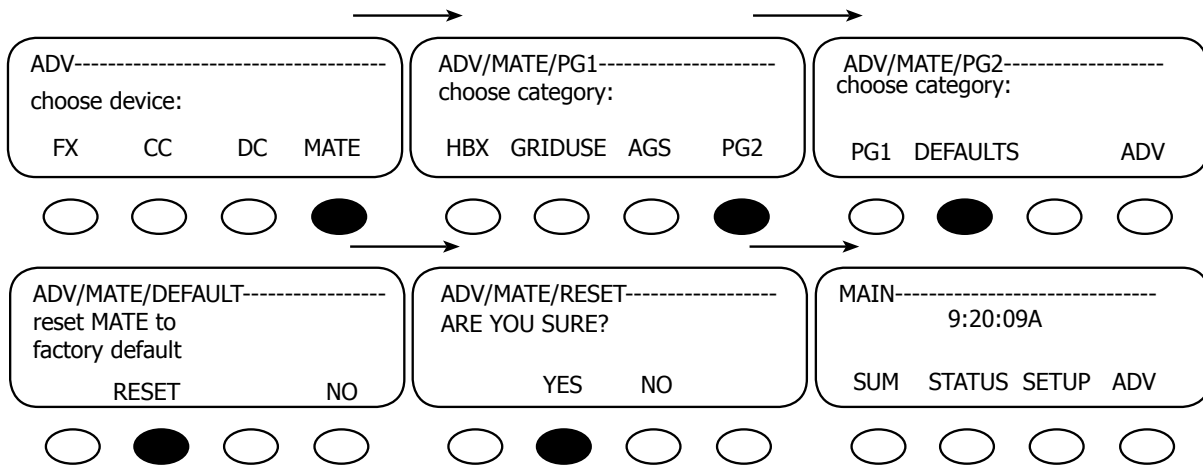 ADV-------------------------------------
choose device:
FX CC DC MATE
ADV/MATE/PG1---------------------
choose category:
HBX GRIDUSE AGS PG2
ADV/MATE/PG2-------------------
choose category:
PG1 DEFAULTS ADV
ADV/MATE/DEFAULT-----------------
reset MATE to
factory default
RESET NO
ADV/MATE/RESET------------------
ARE YOU SURE?
YES NO
MAIN-------------------------------
9:20:09A
SUM STATUS SETUP ADV